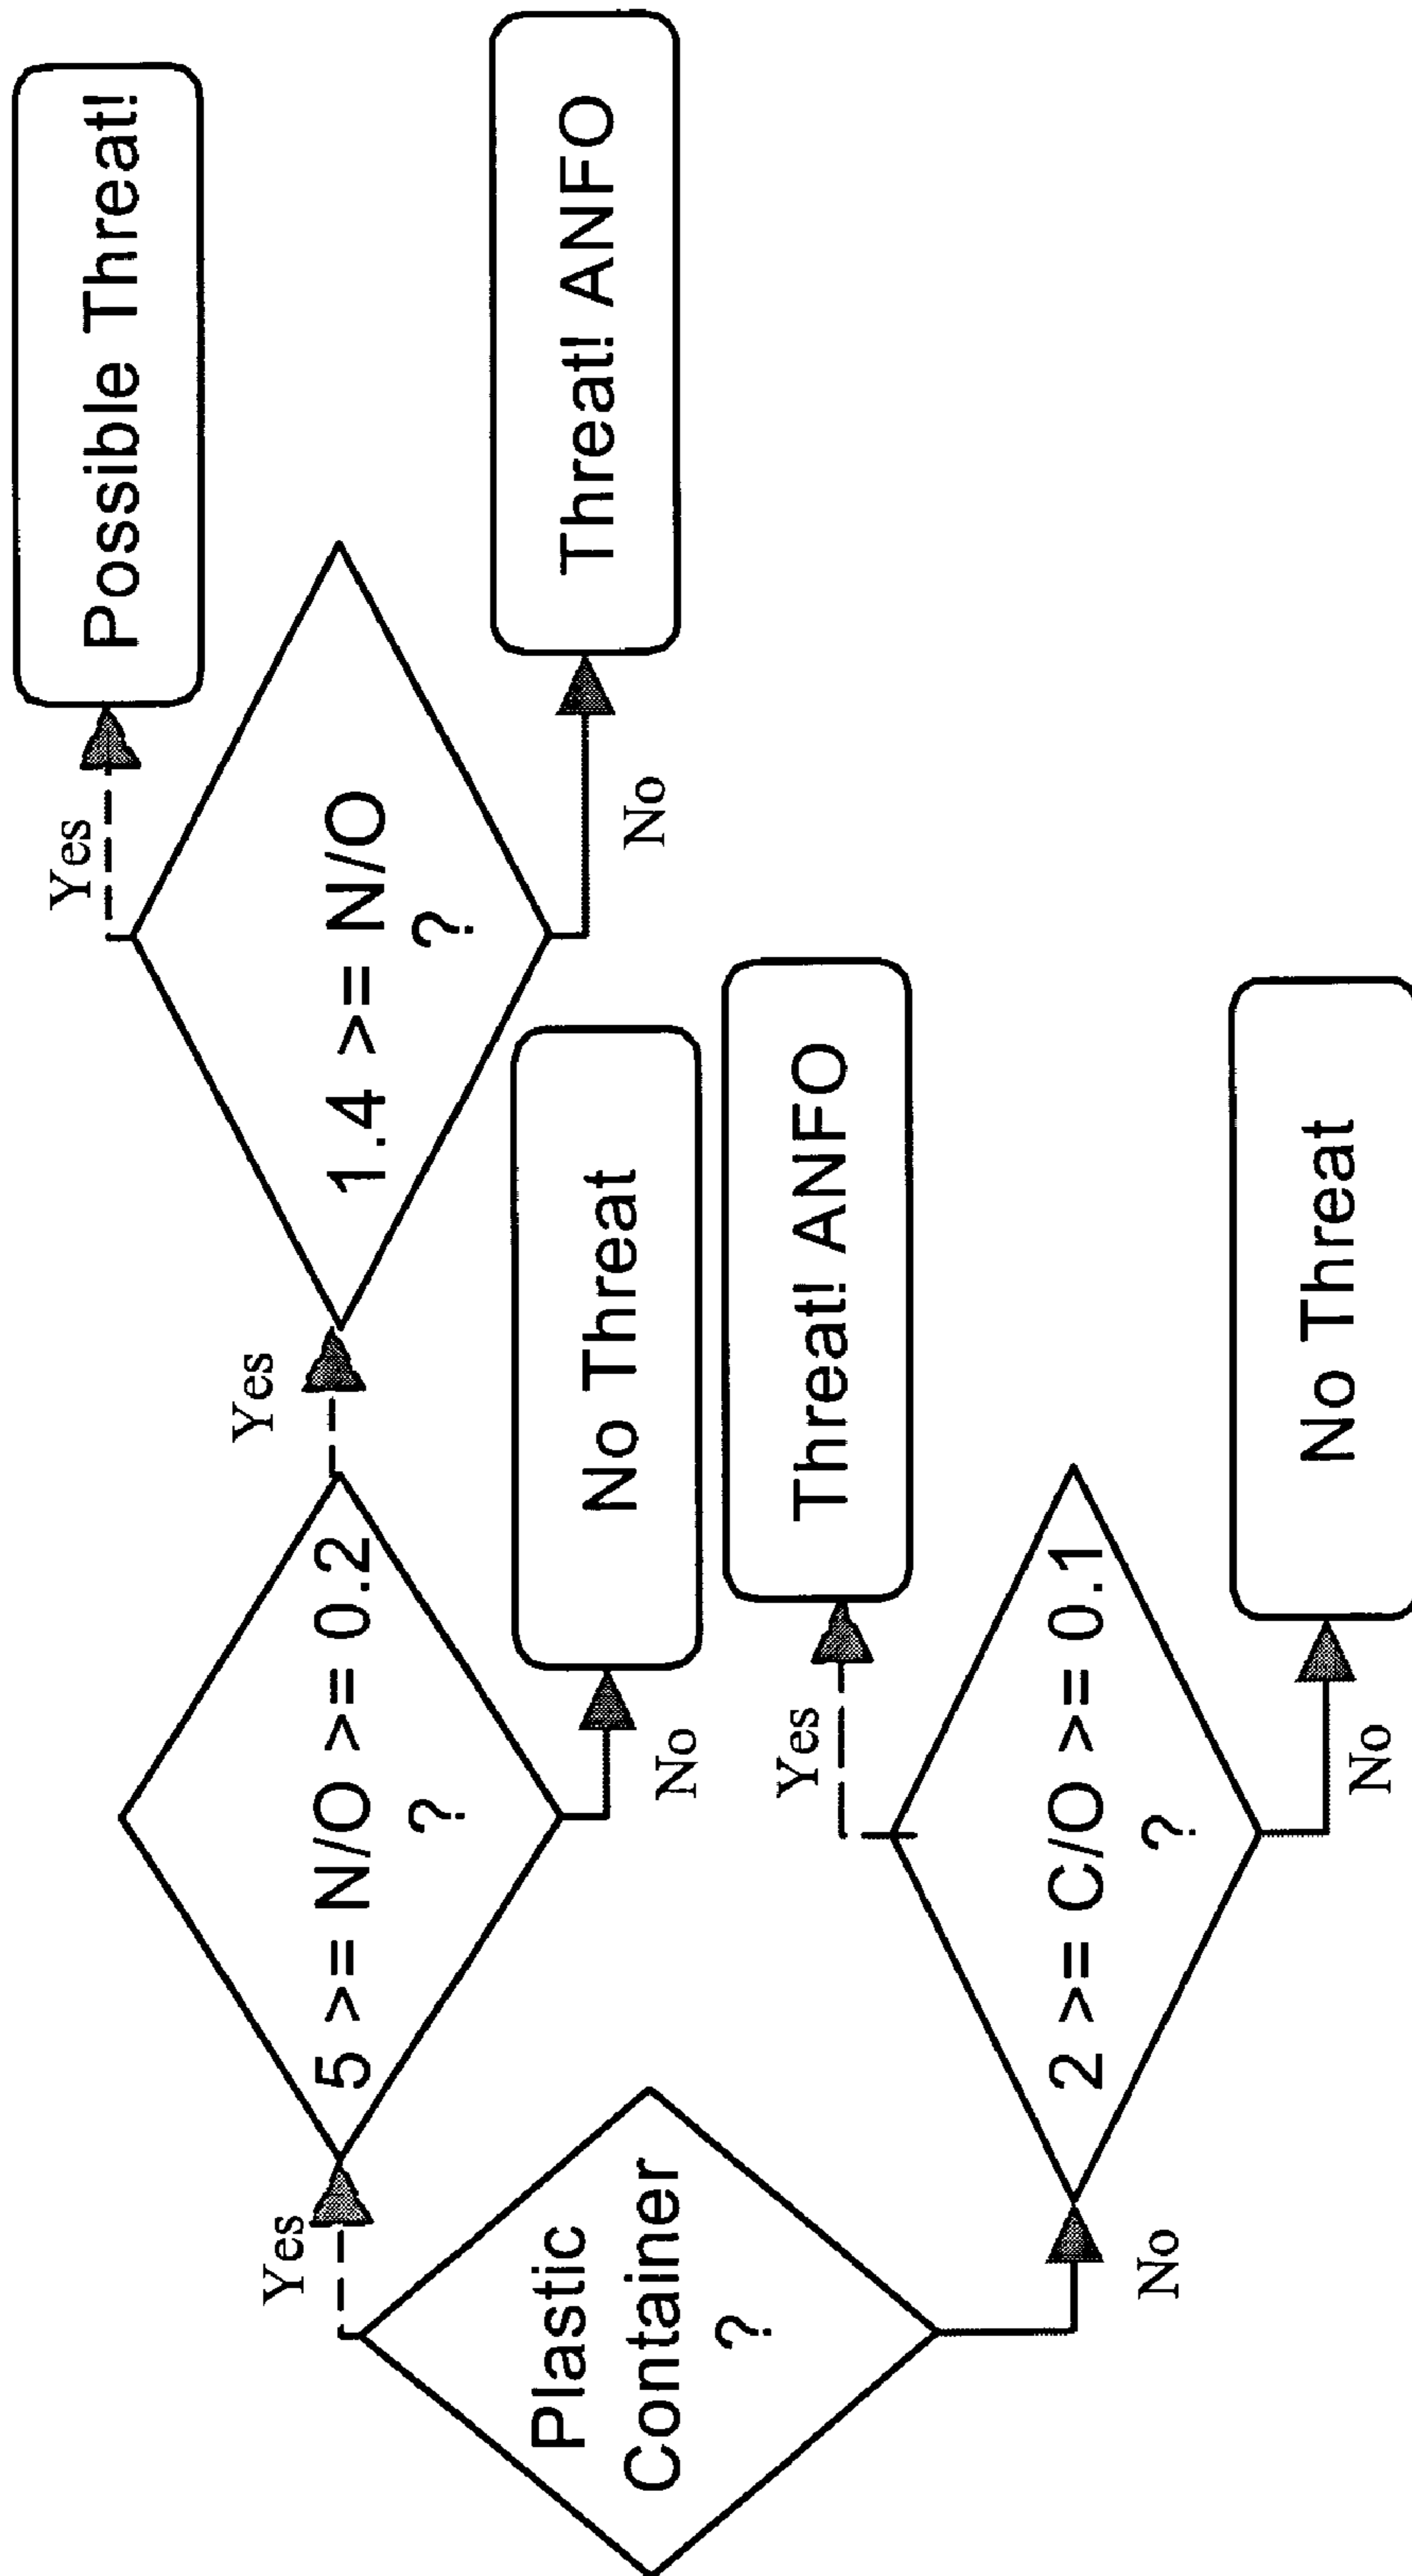 Plastic
Container
?
Yes
No
5 >= N/O >= 0.2
?
Yes
No
No Threat
1.4 >= N/O
?
Yes
No
Possible Threat!
Threat! ANFO
2 >= C/O >= 0.1
?
Yes
No
Threat! ANFO
No Threat